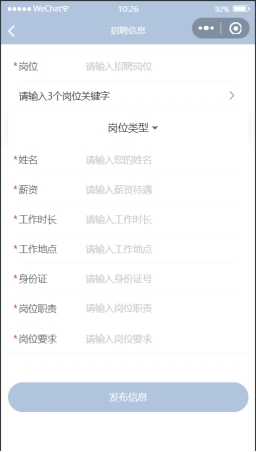 WeChat 10:26 92%
招聘信息
*岗位 请输入招聘岗位
请输入3个岗位关键字
岗位类型
*姓名 请输入您的姓名
*薪资 请输入薪资待遇
*工作时长 请输入工作时长
*工作地点 请输入工作地点
*身份证 请输入身份证号
*岗位职责 请输入岗位职责
*岗位要求 请输入岗位要求
发布信息